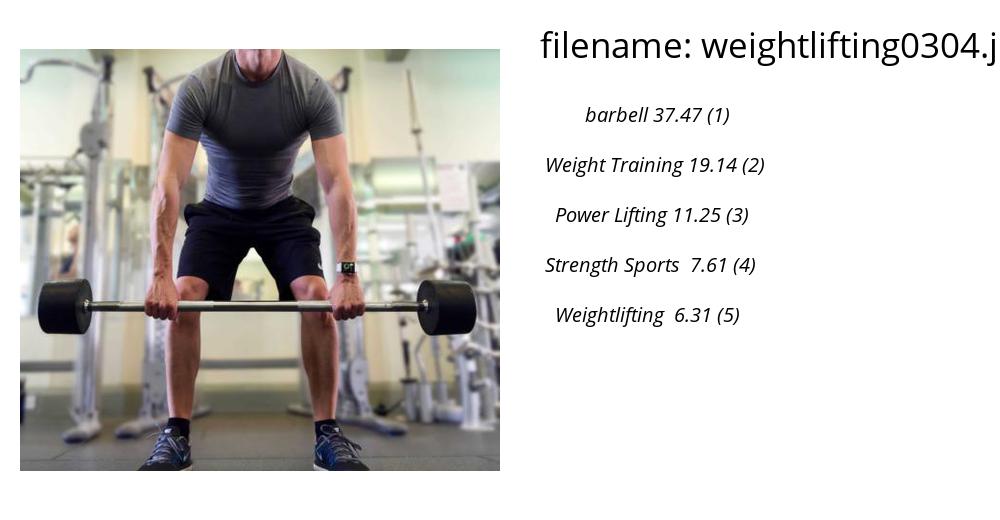 filename: weightlifting0304.j
barbell 37.47 (1)
Weight Training 19.14 (2)
Power Lifting 11.25 (3)
Strength Sports 7.61 (4)
Weightlifting 6.31 (5)